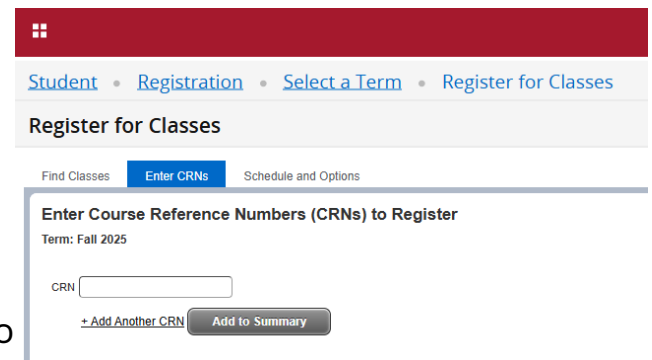 Student • Registration • Select a Term • Register for Classes
Register for Classes
Find Classes Enter CRNs Schedule and Options
Enter Course Reference Numbers (CRNs) to Register
Term: Fall 2025
CRN
+ Add Another CRN Add to Summary
o